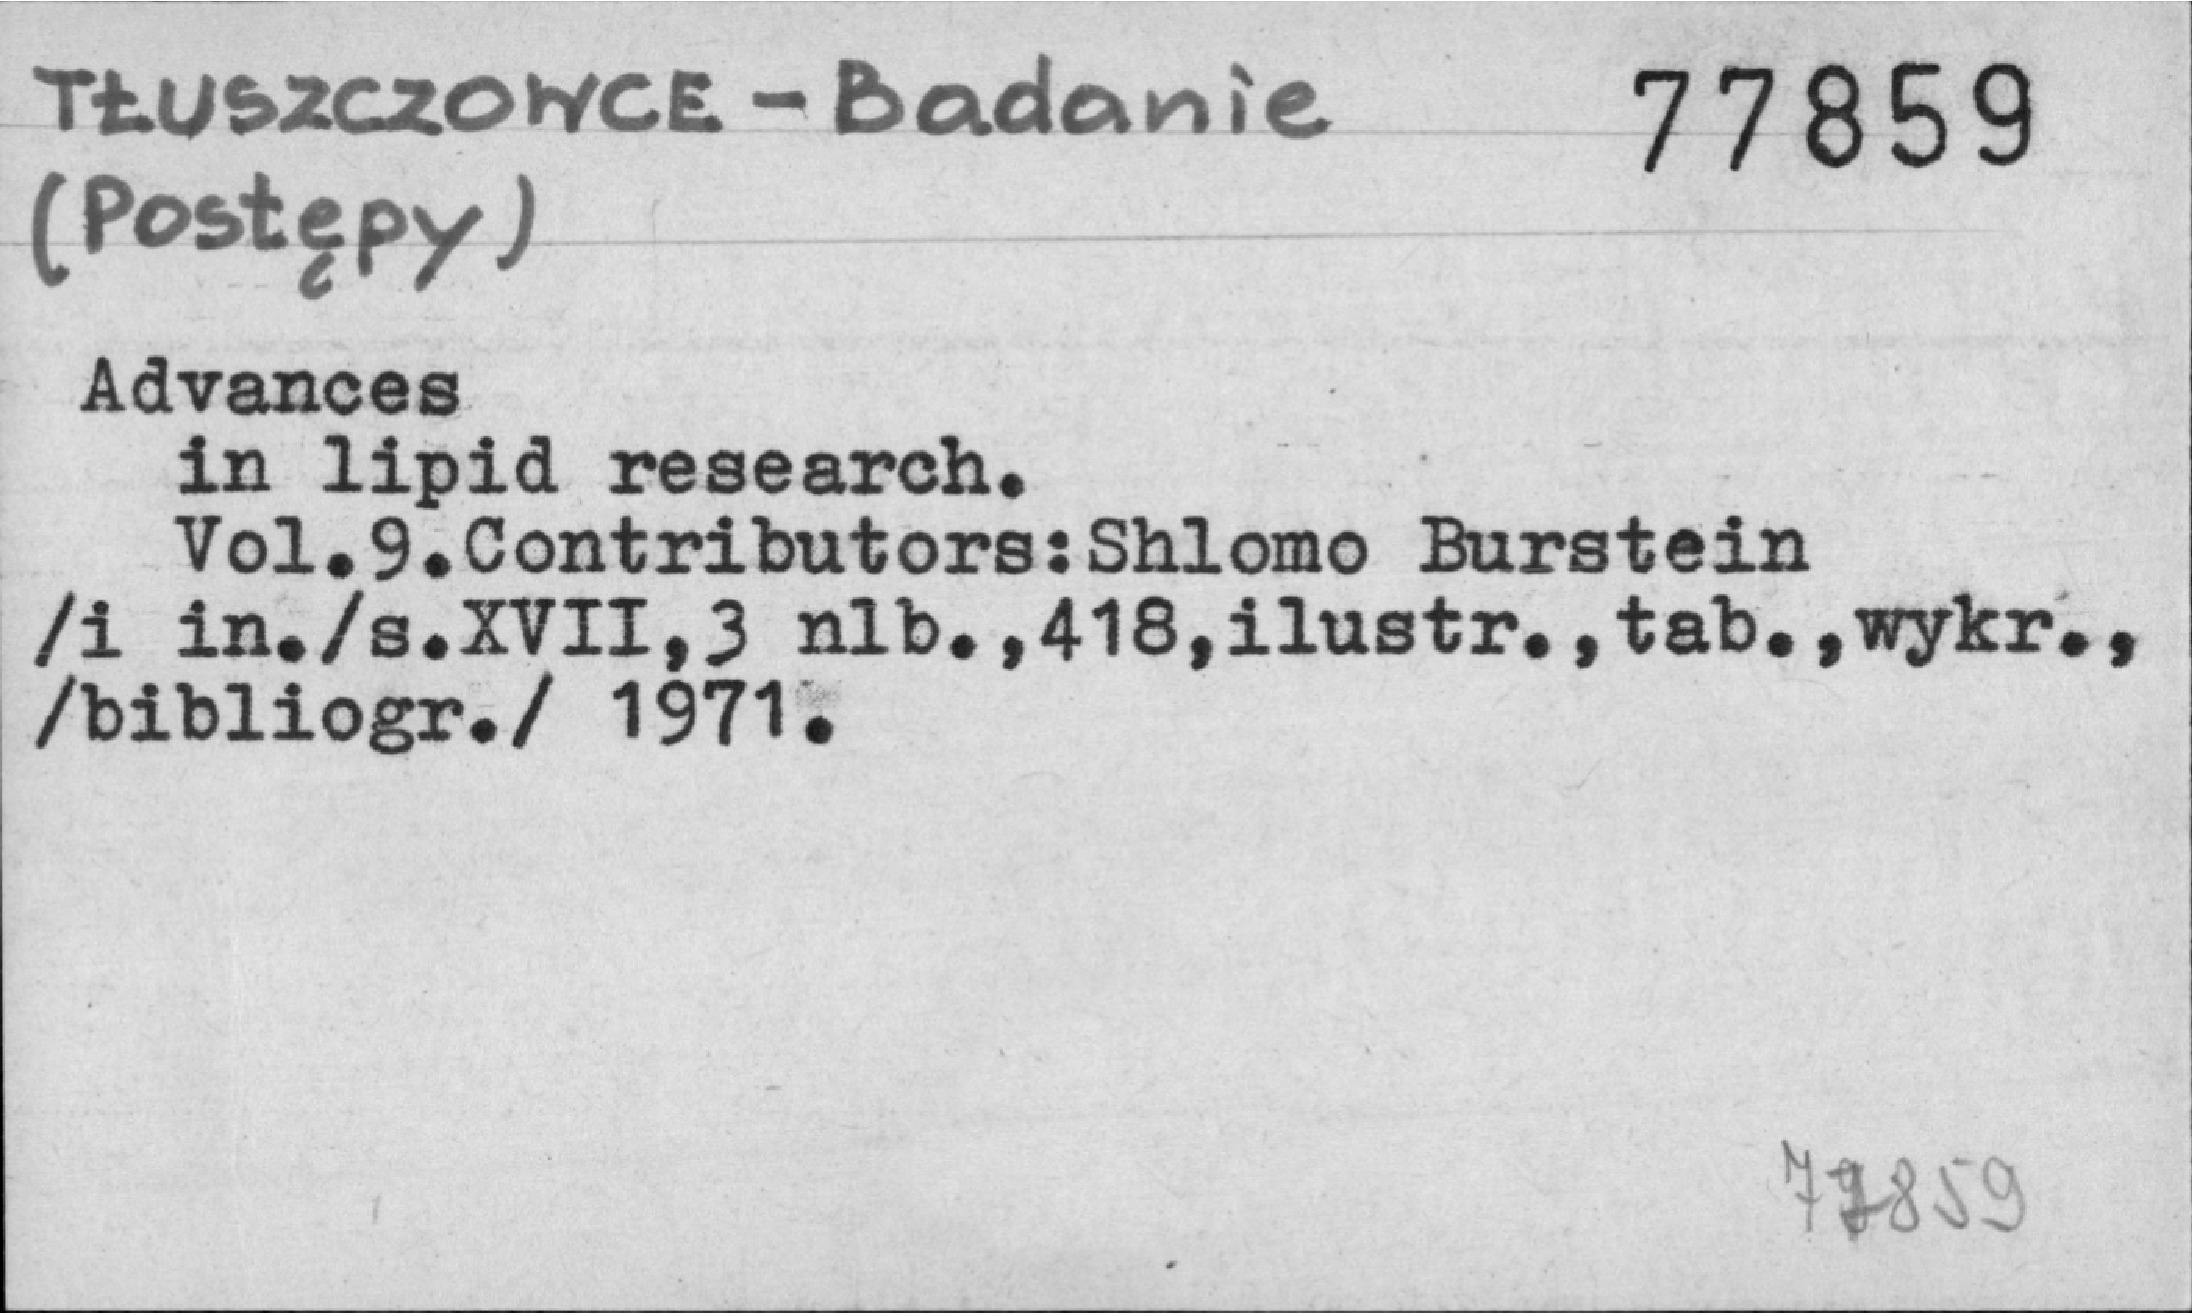 TŁUSZCZOWCE - Badanie 77859
(Postępy)
Advances
in lipid research.
Vol.9.Contributors:Shlomo Burstein
/i in./s.XVII,3 nlb.,418,ilustr.,tab.,wykr.,
/bibliogr./ 1971.
77859